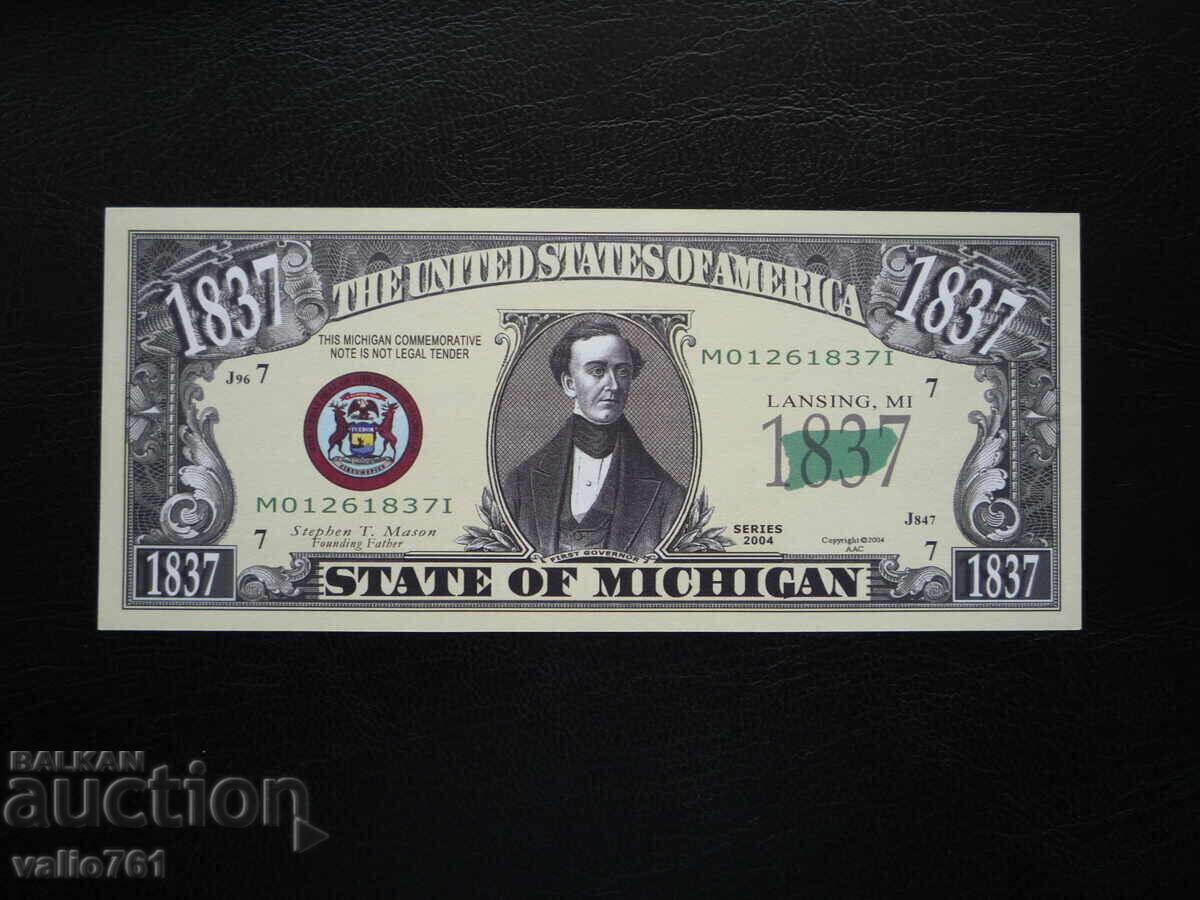 THE UNITED STATES OF AMERICA
1837
1837
THIS MICHIGAN COMMEMORATIVE
NOTE IS NOT LEGAL TENDER
M01261837I
J96 7
7
LANSING, MI
1837
TUEBOR
M01261837I
J847
7
Stephen T. Mason
Founding Father
SERIES
2004
Copyright ©2004
AAC
7
FIRST GOVERNOR
1837
STATE OF MICHIGAN
1837
BALKAN
auction
valio761